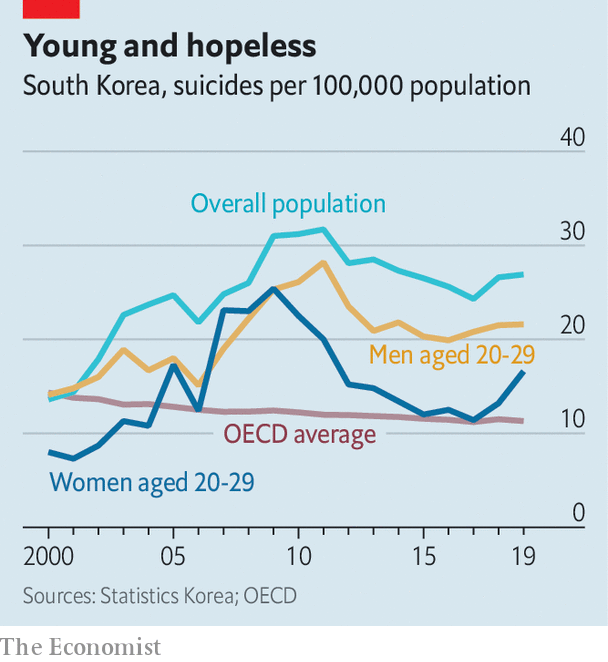 Young and hopeless
South Korea, suicides per 100,000 population
40
Overall population
30
20
Men aged 20-29
10
OECD average
Women aged 20-29
0
2000 05 10 15 19
Sources: Statistics Korea; OECD
The Economist